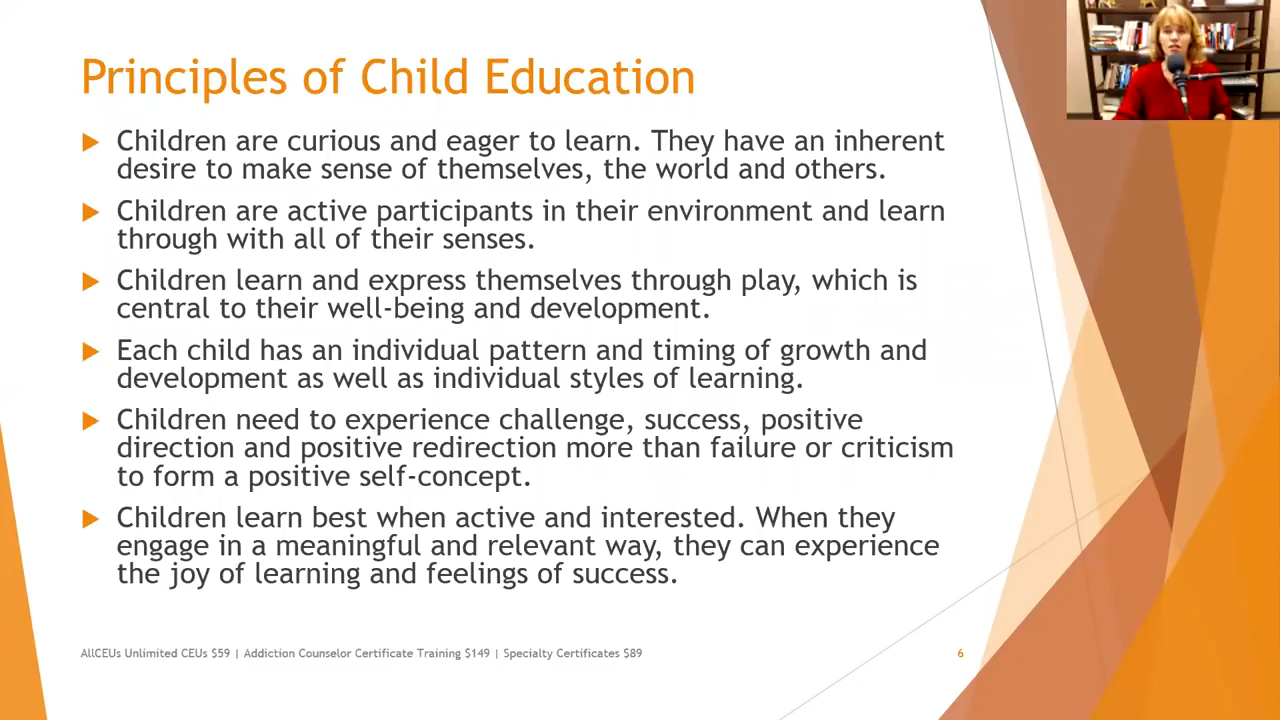 Principles of Child Education
Children are curious and eager to learn. They have an inherent
desire to make sense of themselves, the world and others.
Children are active participants in their environment and learn
through with all of their senses.
Children learn and express themselves through play, which is
central to their well-being and development.
Each child has an individual pattern and timing of growth and
development as well as individual styles of learning.
Children need to experience challenge, success, positive
direction and positive redirection more than failure or criticism
to form a positive self-concept.
Children learn best when active and interested. When they
engage in a meaningful and relevant way, they can experience
the joy of learning and feelings of success.
AllCEUs Unlimited CEUs $59 | Addiction Counselor Certificate Training $149 | Specialty Certificates $89
6